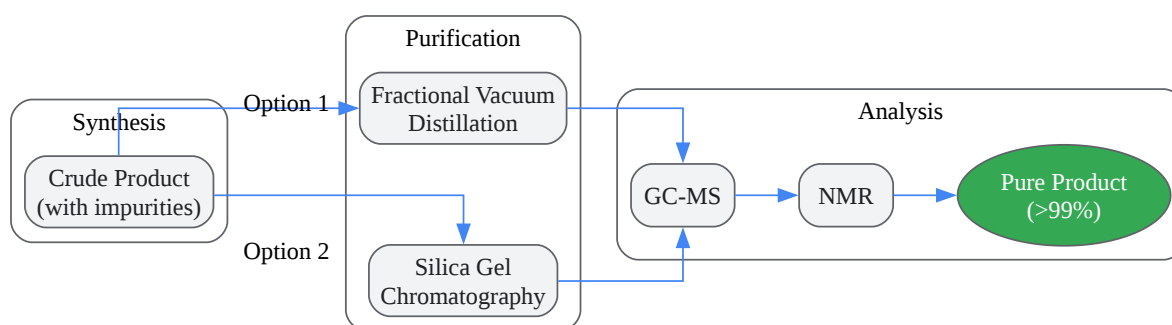 Synthesis
Crude Product
(with impurities)
Option 1
Option 2
Purification
Fractional Vacuum
Distillation
Silica Gel
Chromatography
Analysis
GC-MS
NMR
Pure Product
(>99%)